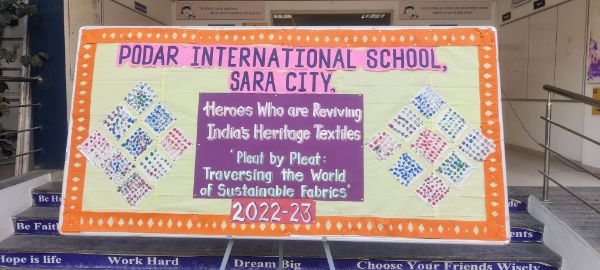 PODAR INTERNATIONAL SCHOOL,
SARA CITY.
Heroes Who are Reviving
India's Heritage Textiles
"Pleat by Pleat:
Traversing the World
of Sustainable Fabrics"
2022-23
Be
Be Faith
ents
Hope is life
Work Hard
Dream Big
Choose Your Friends Wisely